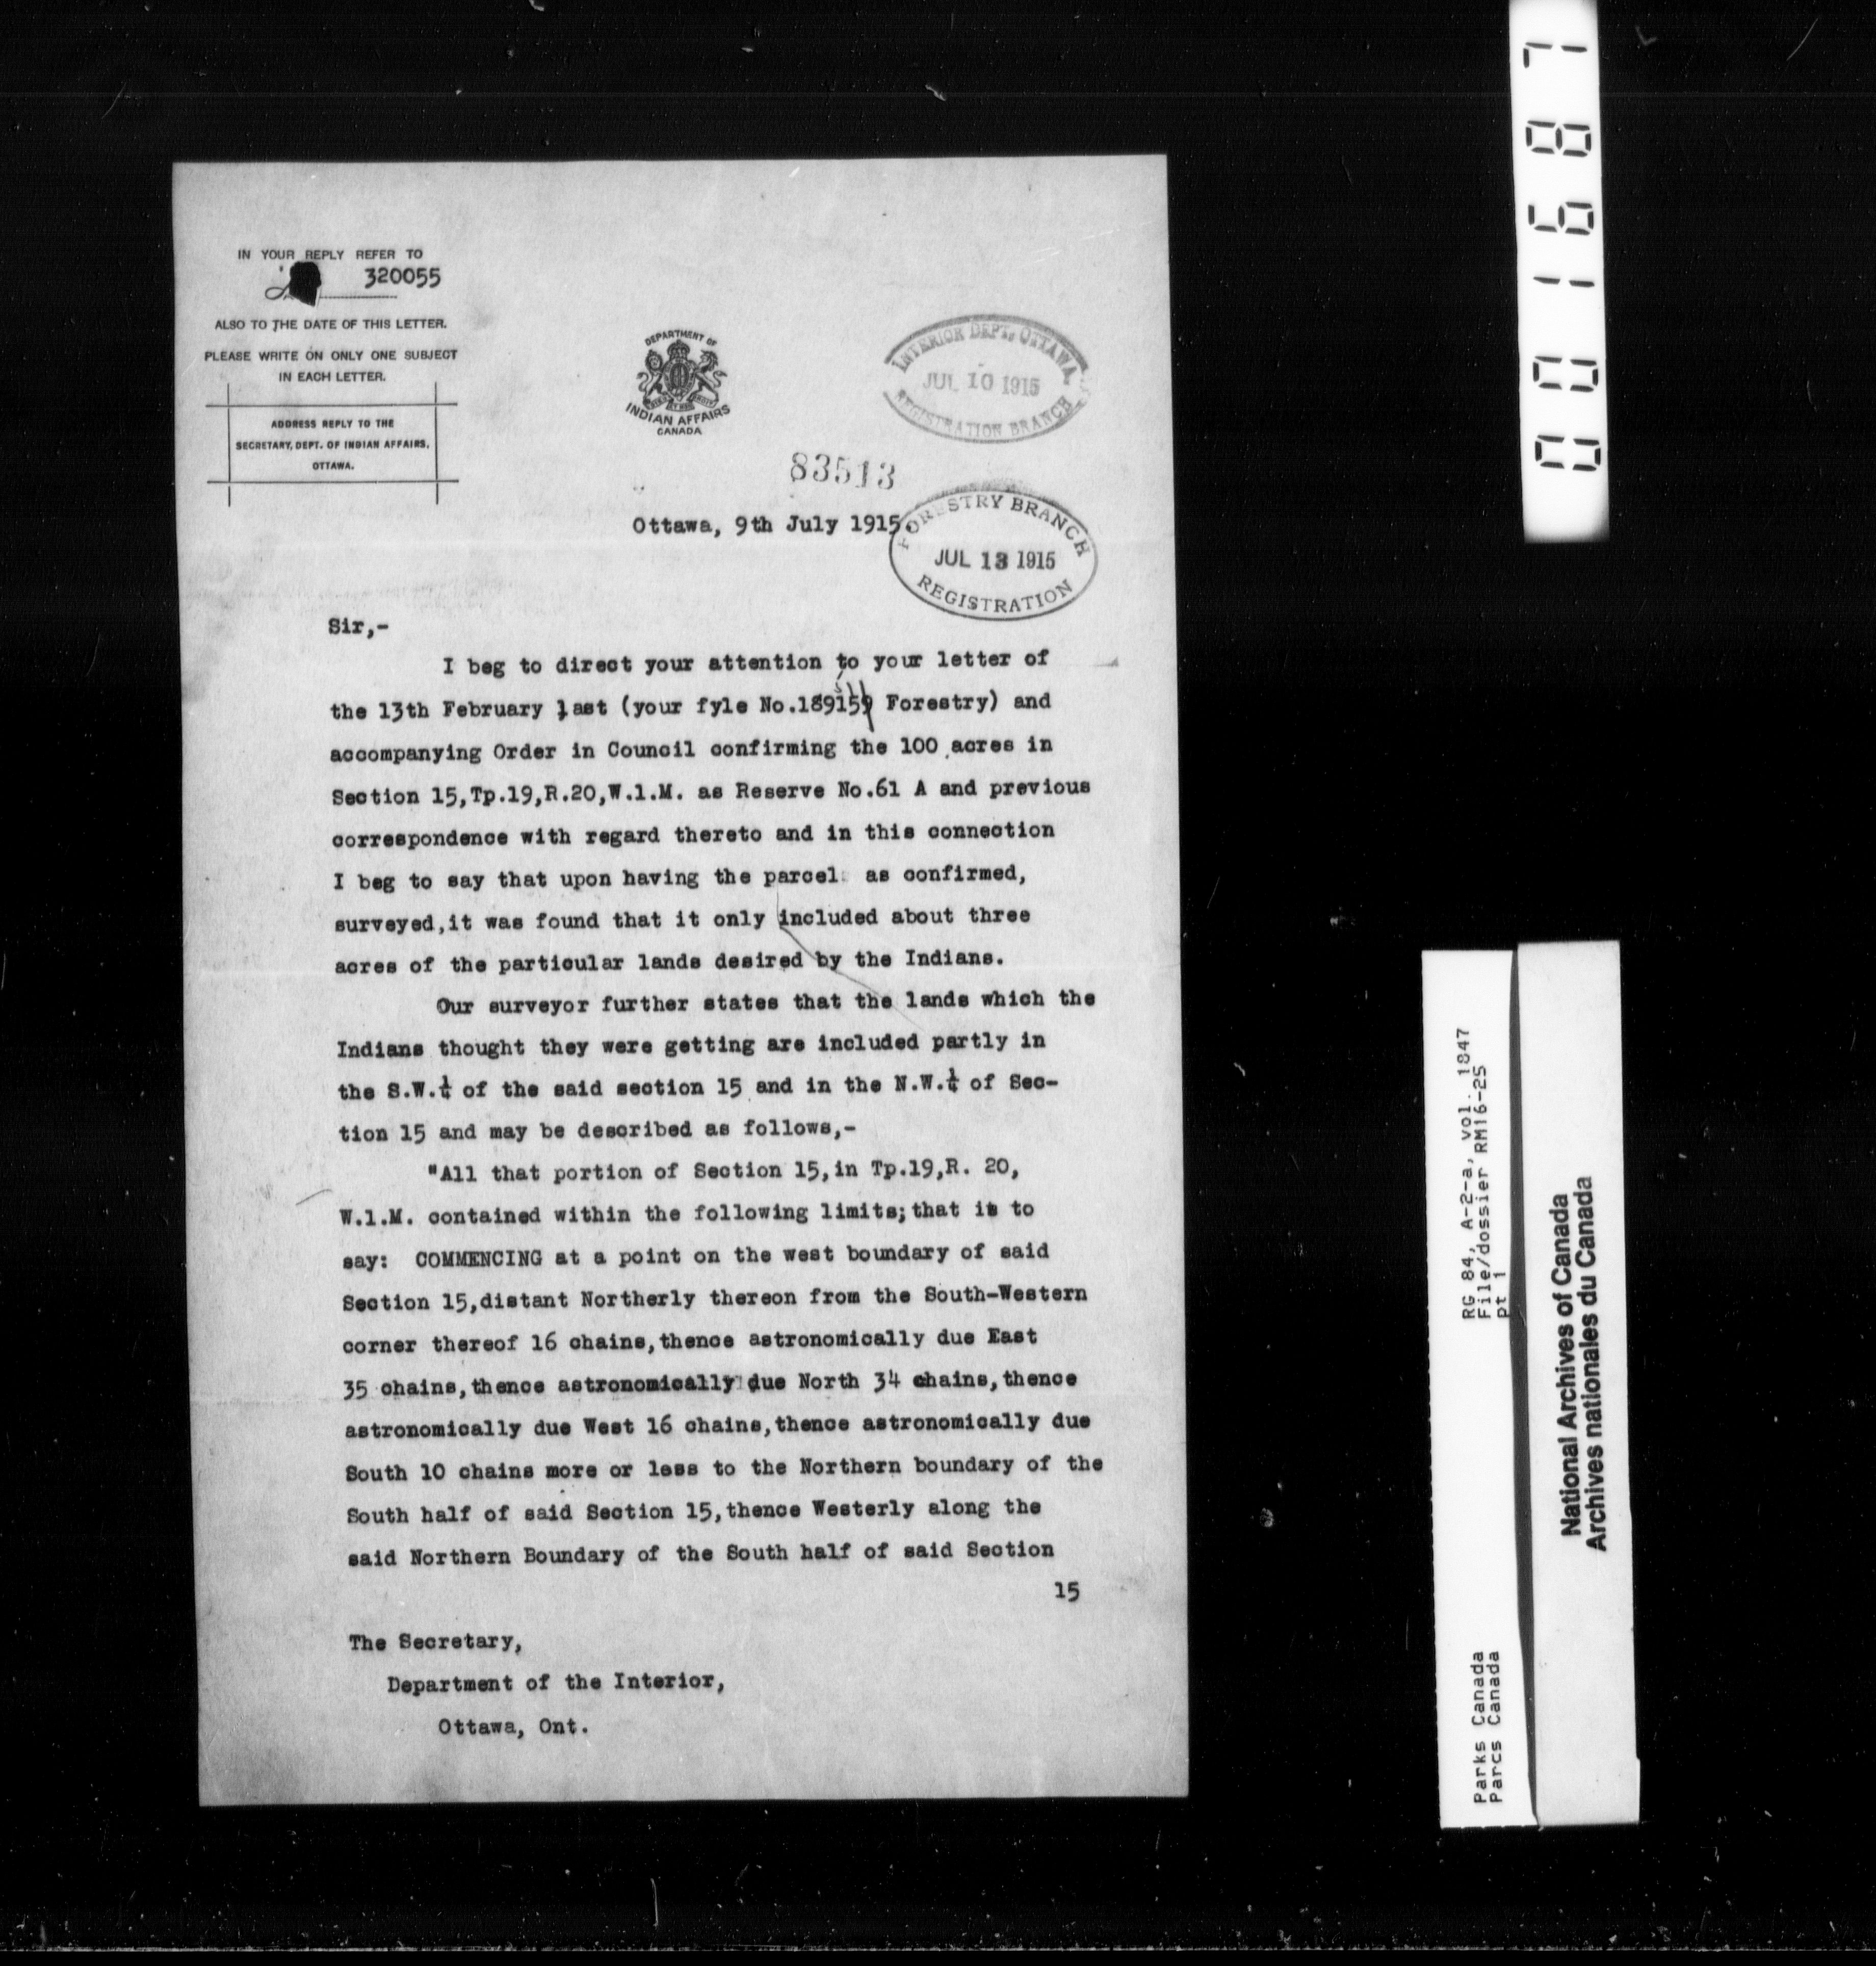 IN YOUR REPLY REFER TO
320055
ALSO TO THE DATE OF THIS LETTER.
PLEASE WRITE ON ONLY ONE SUBJECT
IN EACH LETTER.
ADDRESS REPLY TO THE
SECRETARY, DEPT. OF INDIAN AFFAIRS,
OTTAWA.
DEPARTMENT OF
INDIAN AFFAIRS
CANADA
INTERIOR DEPT, OTTAWA
JUL 10 1915
REGISTRATION BRANCH
83513
Ottawa, 9th July 1915.
FORESTRY BRANCH
JUL 13 1915
REGISTRATION
Sir,-
I beg to direct your attention to your letter of
the 13th February last (your fyle No.189159 Forestry) and
accompanying Order in Council confirming the 100 acres in
Section 15,Tp.19,R.20,W.1.M. as Reserve No.61 A and previous
correspondence with regard thereto and in this connection
I beg to say that upon having the parcel as confirmed,
surveyed,it was found that it only included about three
acres of the particular lands desired by the Indians.
Our surveyor further states that the lands which the
Indians thought they were getting are included partly in
the S.W.¼ of the said section 15 and in the N.W.¼ of Sec-
tion 15 and may be described as follows,-
"All that portion of Section 15,in Tp.19,R. 20,
W.1.M. contained within the following limits;that is to
say: COMMENCING at a point on the west boundary of said
Section 15,distant Northerly thereon from the South-Western
corner thereof 16 chains,thence astronomically due East
35 chains,thence astronomically due North 34 chains,thence
astronomically due West 16 chains,thence astronomically due
South 10 chains more or less to the Northern boundary of the
South half of said Section 15,thence Westerly along the
said Northern Boundary of the South half of said Section
15
The Secretary,
Department of the Interior,
Ottawa, Ont.
001687
RG 84, A-2-a, vol. 1847
File/dossier RM16-25
pt 1
Parks Canada
Parcs Canada
National Archives of Canada
Archives nationales du Canada